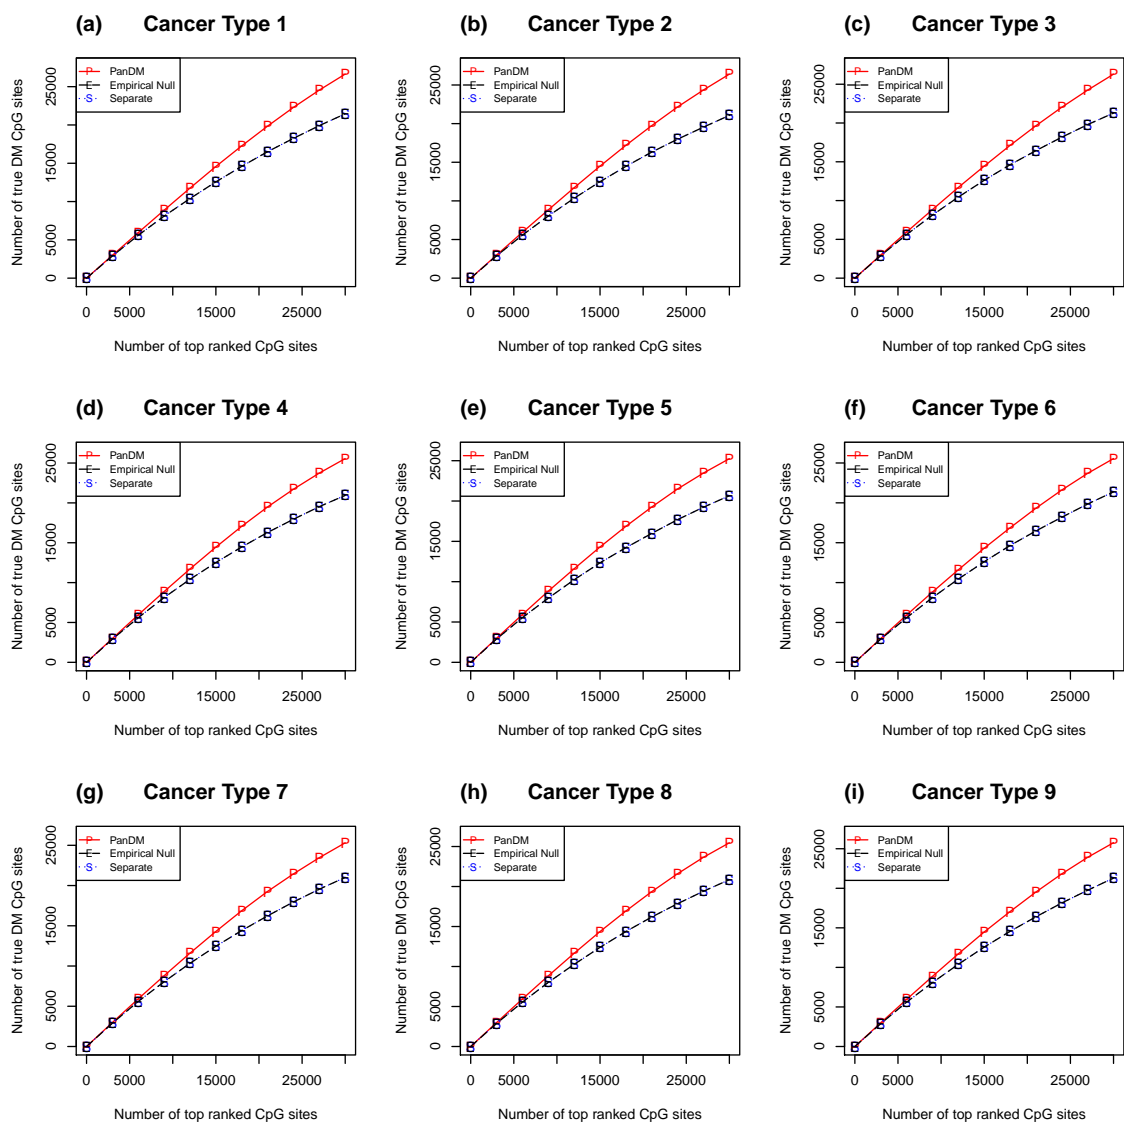 (a) Cancer Type 1
Number of true DM CpG sites
0 5000 15000 25000
P PanDM
E Empirical Null
S Separate
0 5000 15000 25000
Number of top ranked CpG sites
(b) Cancer Type 2
Number of true DM CpG sites
0 5000 15000 25000
P PanDM
E Empirical Null
S Separate
0 5000 15000 25000
Number of top ranked CpG sites
(c) Cancer Type 3
Number of true DM CpG sites
0 5000 15000 25000
P PanDM
E Empirical Null
S Separate
0 5000 15000 25000
Number of top ranked CpG sites
(d) Cancer Type 4
Number of true DM CpG sites
0 5000 15000 25000
P PanDM
E Empirical Null
S Separate
0 5000 15000 25000
Number of top ranked CpG sites
(e) Cancer Type 5
Number of true DM CpG sites
0 5000 15000 25000
P PanDM
E Empirical Null
S Separate
0 5000 15000 25000
Number of top ranked CpG sites
(f) Cancer Type 6
Number of true DM CpG sites
0 5000 15000 25000
P PanDM
E Empirical Null
S Separate
0 5000 15000 25000
Number of top ranked CpG sites
(g) Cancer Type 7
Number of true DM CpG sites
0 5000 15000 25000
P PanDM
E Empirical Null
S Separate
0 5000 15000 25000
Number of top ranked CpG sites
(h) Cancer Type 8
Number of true DM CpG sites
0 5000 15000 25000
P PanDM
E Empirical Null
S Separate
0 5000 15000 25000
Number of top ranked CpG sites
(i) Cancer Type 9
Number of true DM CpG sites
0 5000 15000 25000
P PanDM
E Empirical Null
S Separate
0 5000 15000 25000
Number of top ranked CpG sites